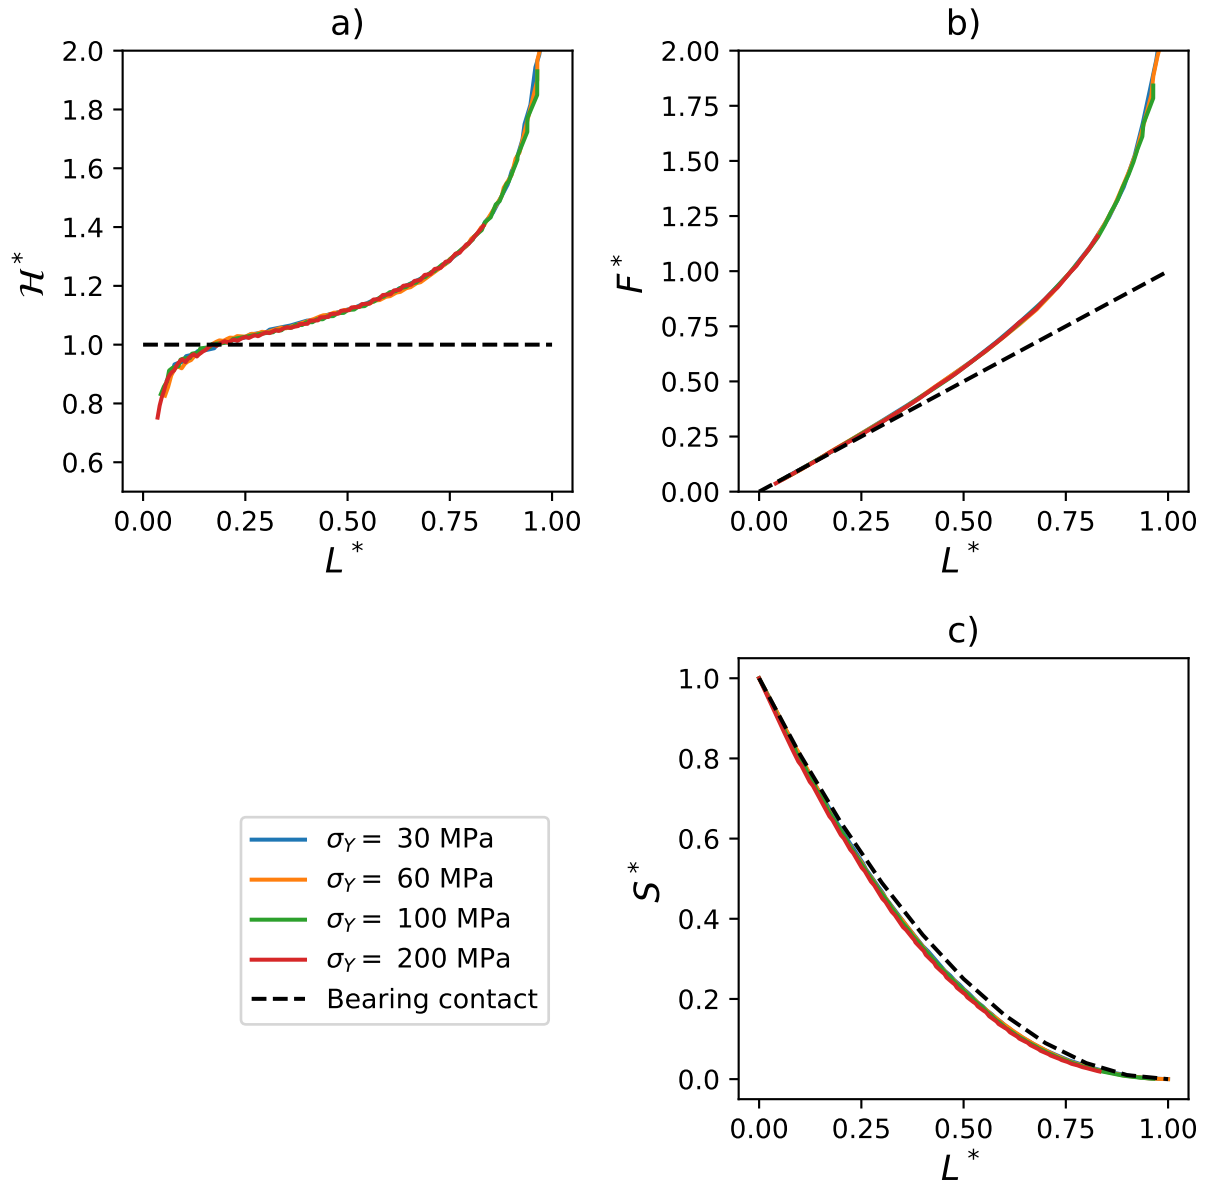 a)
2.0
1.8
1.6
1.4
1.2
1.0
0.8
0.6
ℋ*
0.00 0.25 0.50 0.75 1.00
L*
b)
2.00
1.75
1.50
1.25
1.00
0.75
0.50
0.25
0.00
F*
0.00 0.25 0.50 0.75 1.00
L*
σ_Y = 30 MPa
σ_Y = 60 MPa
σ_Y = 100 MPa
σ_Y = 200 MPa
Bearing contact
c)
1.0
0.8
0.6
0.4
0.2
0.0
S*
0.00 0.25 0.50 0.75 1.00
L*